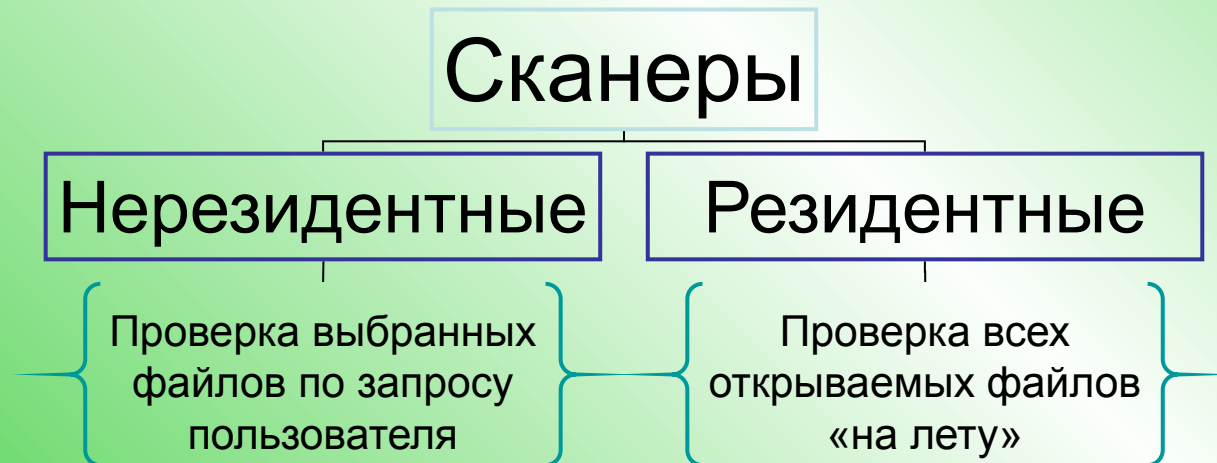 Сканеры
Нерезидентные
Резидентные
Проверка выбранных
файлов по запросу
пользователя
Проверка всех
открываемых файлов
«на лету»